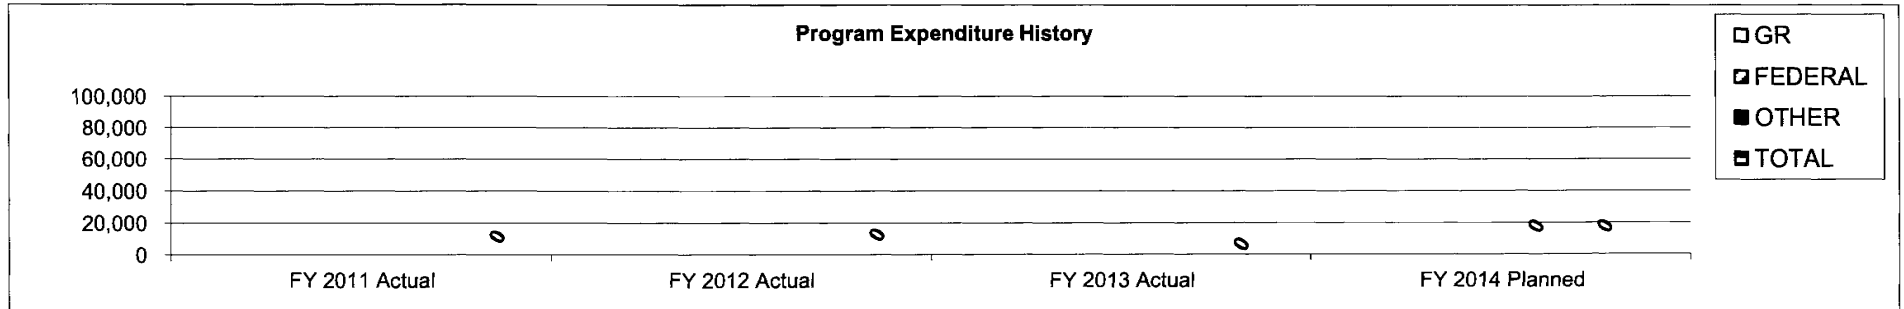 Program Expenditure History
GR
FEDERAL
OTHER
TOTAL
100,000
80,000
60,000
40,000
20,000
0
0
0
0
0
0
FY 2011 Actual
FY 2012 Actual
FY 2013 Actual
FY 2014 Planned